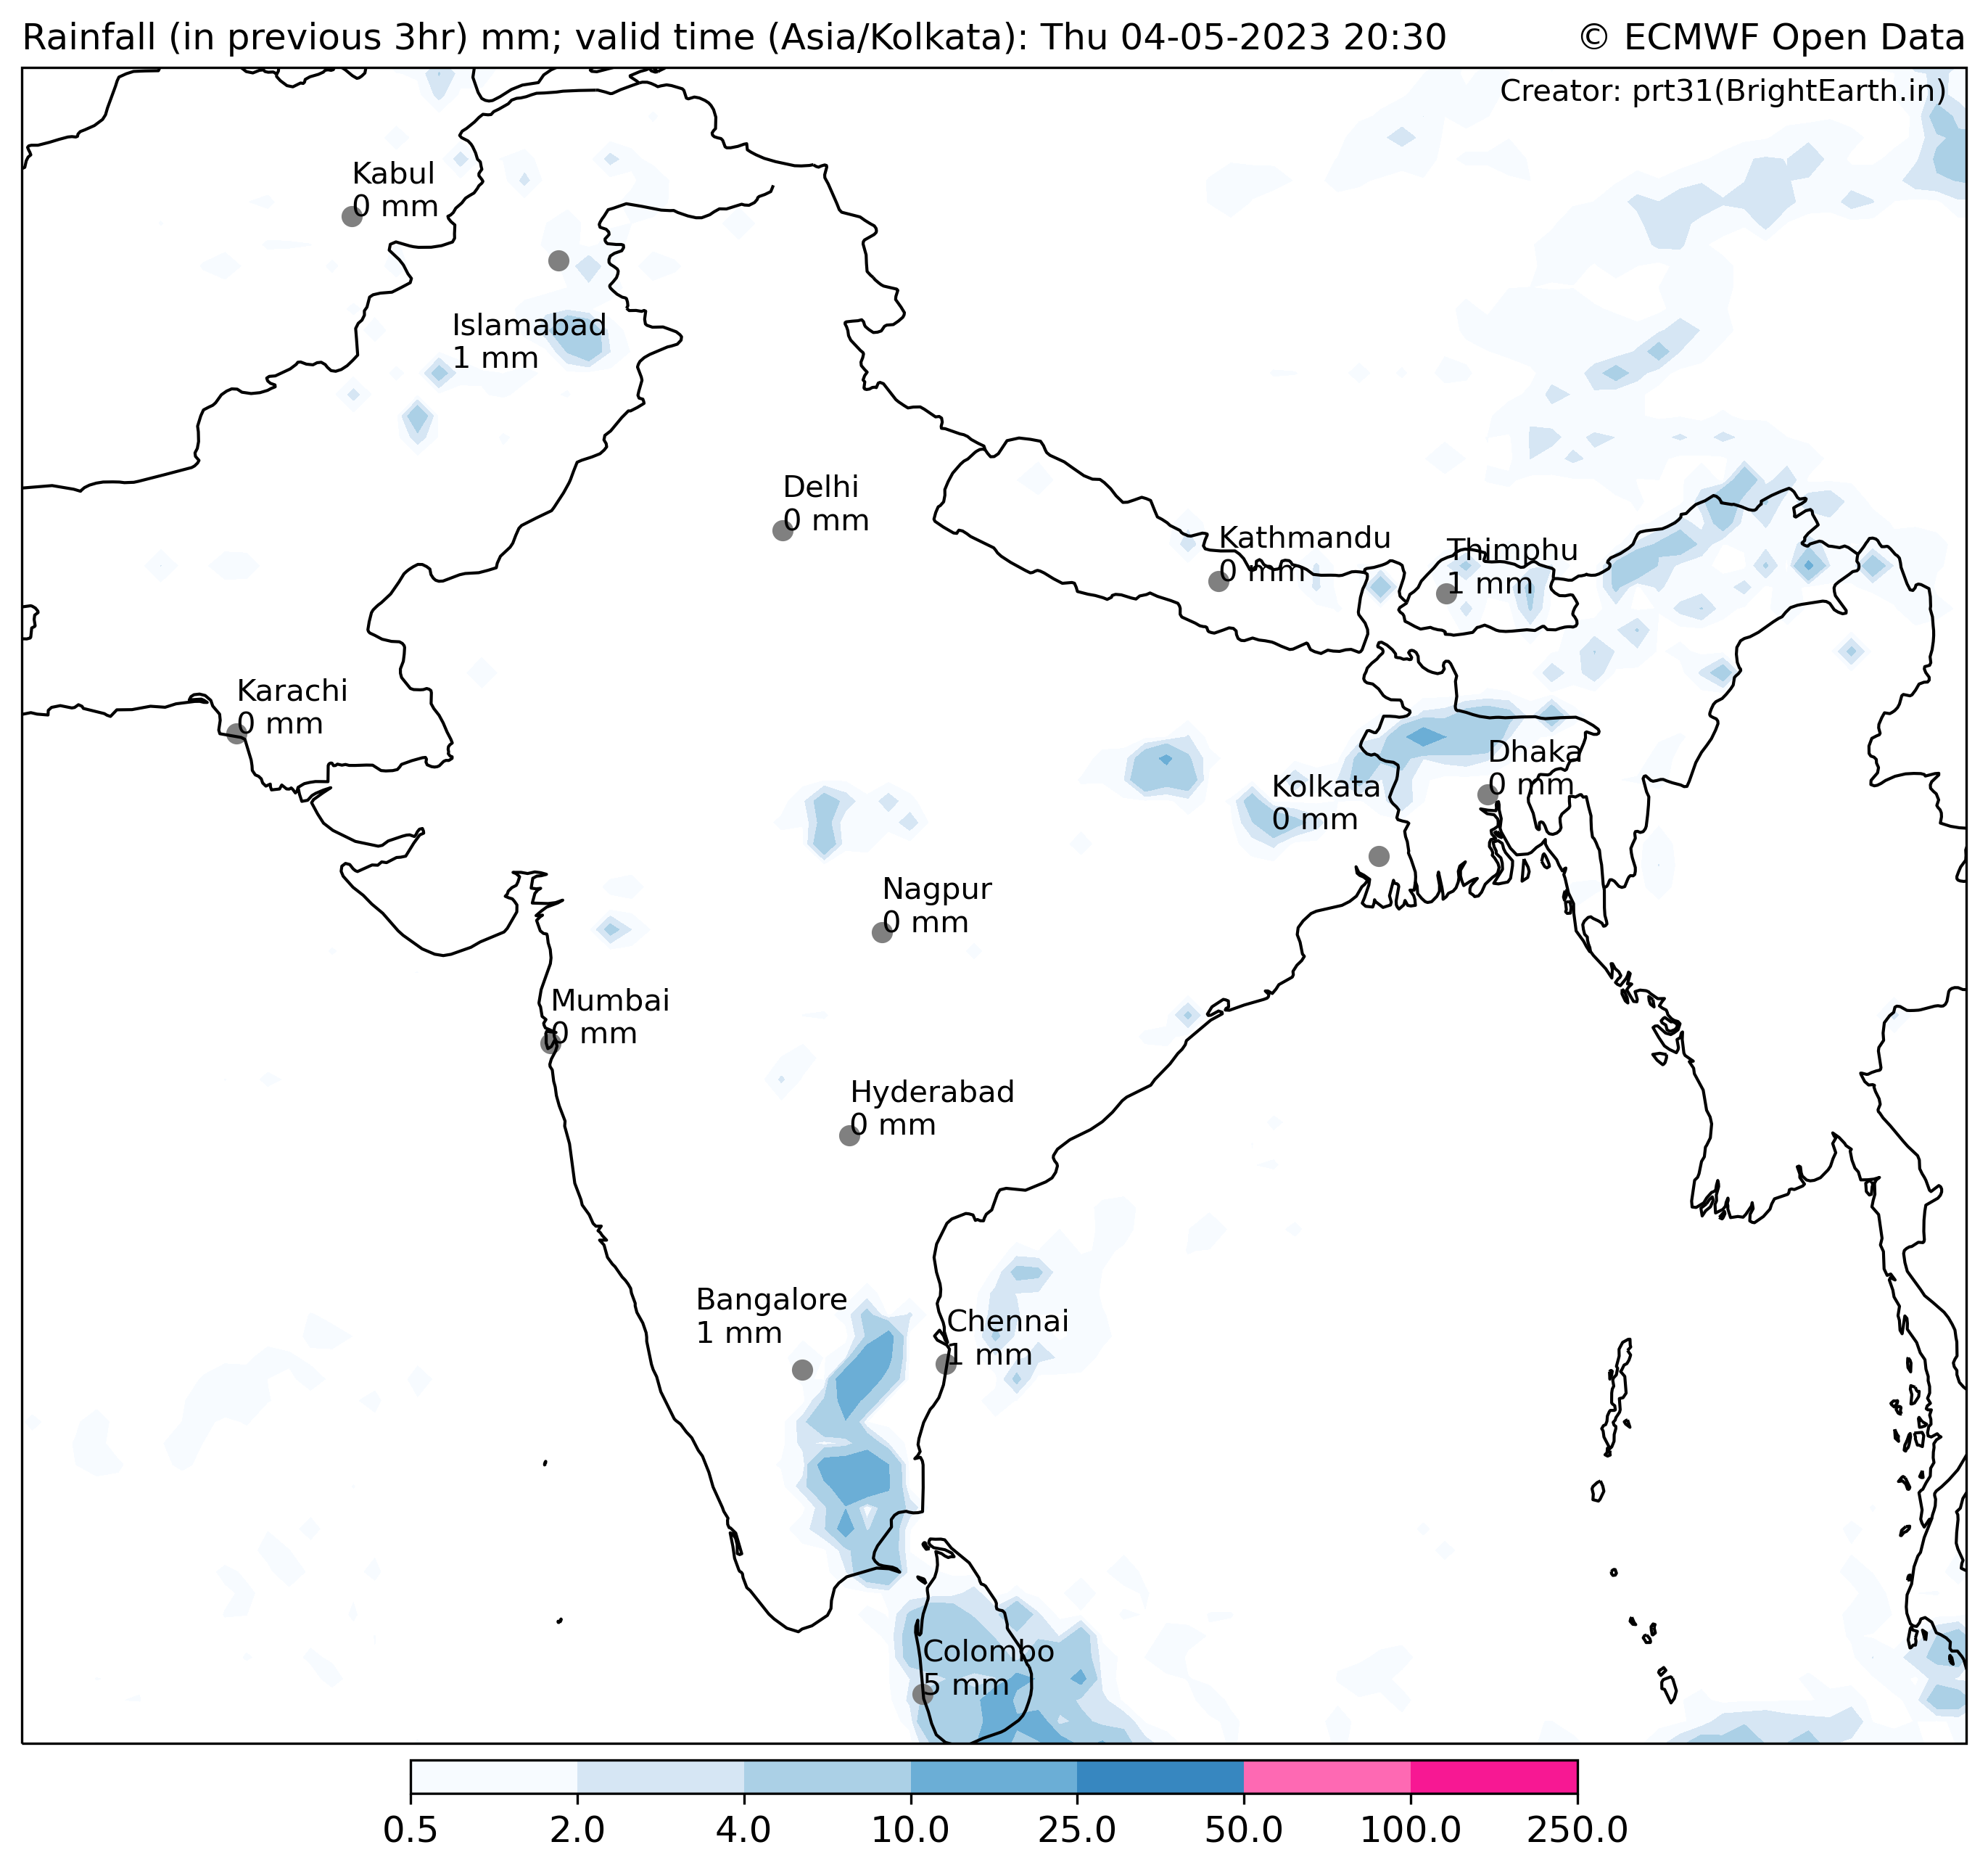 Rainfall (in previous 3hr) mm; valid time (Asia/Kolkata): Thu 04-05-2023 20:30
© ECMWF Open Data
Creator: prt31(BrightEarth.in)
Kabul
0 mm
Islamabad
1 mm
Delhi
0 mm
Kathmandu
0 mm
Thimphu
1 mm
Karachi
0 mm
Dhaka
0 mm
Kolkata
0 mm
Nagpur
0 mm
Mumbai
0 mm
Hyderabad
0 mm
Bangalore
1 mm
Chennai
1 mm
Colombo
5 mm
0.5 2.0 4.0 10.0 25.0 50.0 100.0 250.0